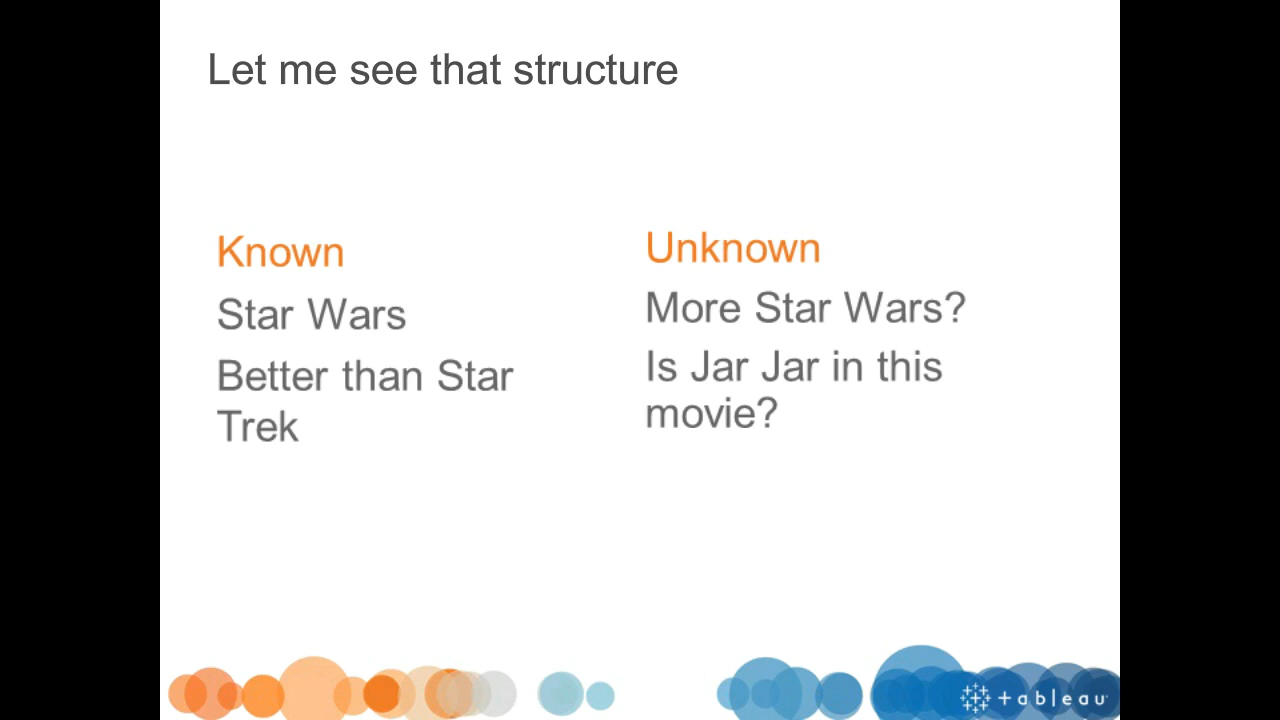 Let me see that structure
Known
Star Wars
Better than Star
Trek
Unknown
More Star Wars?
Is Jar Jar in this
movie?
+ableau